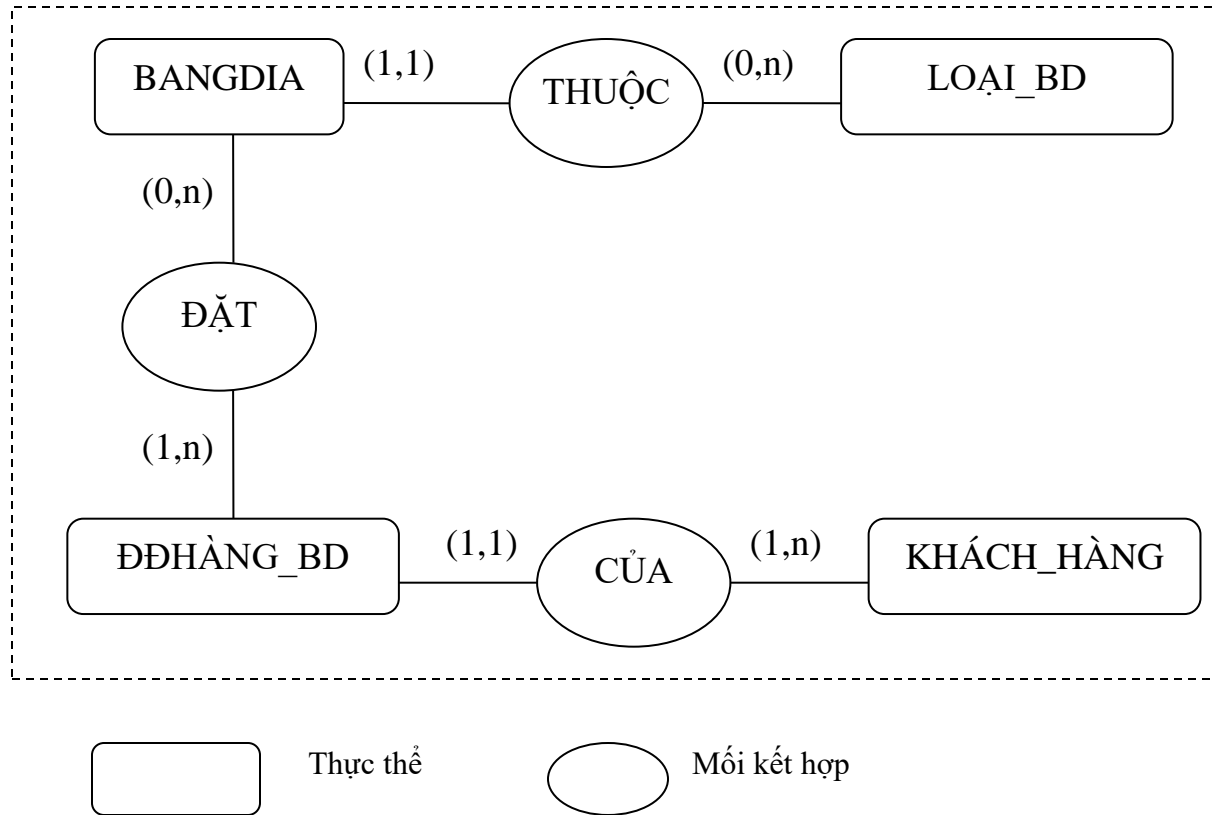 BANGDIA (1,1) THUỘC (0,n) LOẠI_BD
(0,n)
ĐẶT
(1,n)
ĐĐHÀNG_BD (1,1) CỦA (1,n) KHÁCH_HÀNG
Thực thể Mối kết hợp